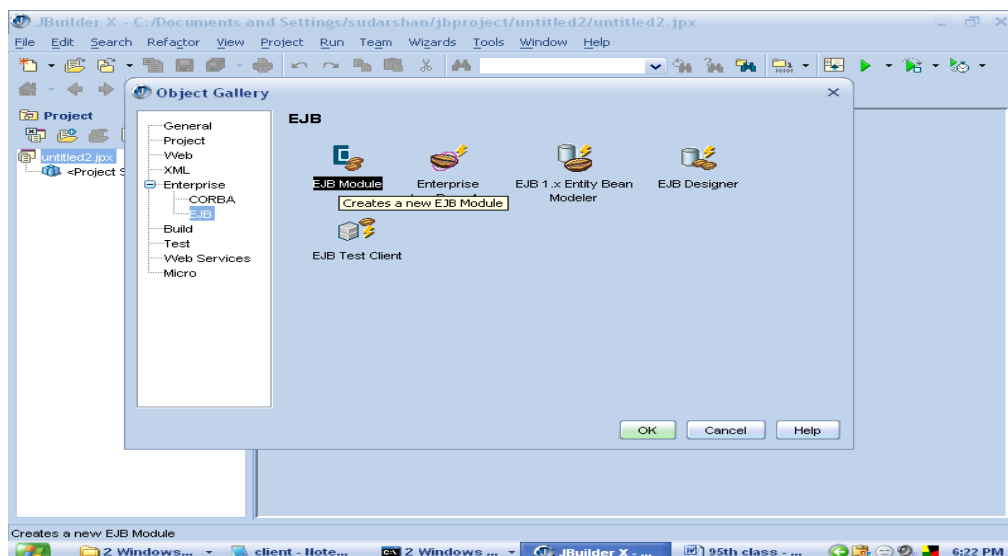 JBuilder X - C:/Documents and Settings/sudarshan/jbproject/untitled2/untitled2.jpx
File Edit Search Refactor View Project Run Team Wizards Tools Window Help
Object Gallery
Project
untitled2.jpx
<Project S
General
Project
Web
XML
Enterprise
CORBA
EJB
Build
Test
Web Services
Micro
EJB
EJB Module
Enterprise
EJB 1.x Entity Bean Modeler
EJB Designer
Creates a new EJB Module
EJB Test Client
OK Cancel Help
Creates a new EJB Module
2 Windows... client - Note... 2 Windows ... JBuilder X - ... 95th class - ... 6:22 PM